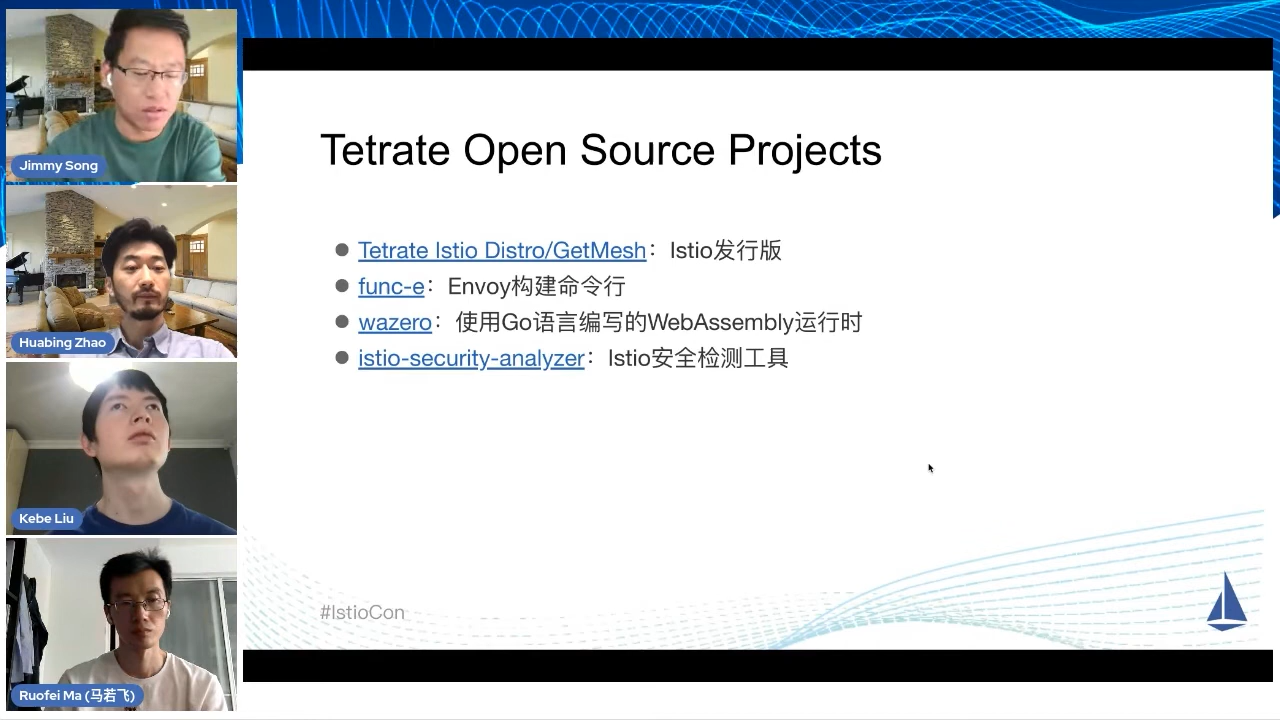 Jimmy Song
Huabing Zhao
Kebe Liu
Ruofei Ma (马若飞)
Tetrate Open Source Projects
● Tetrate Istio Distro/GetMesh：Istio发行版
● func-e：Envoy构建命令行
● wazero：使用Go语言编写的WebAssembly运行时
● istio-security-analyzer：Istio安全检测工具
#IstioCon